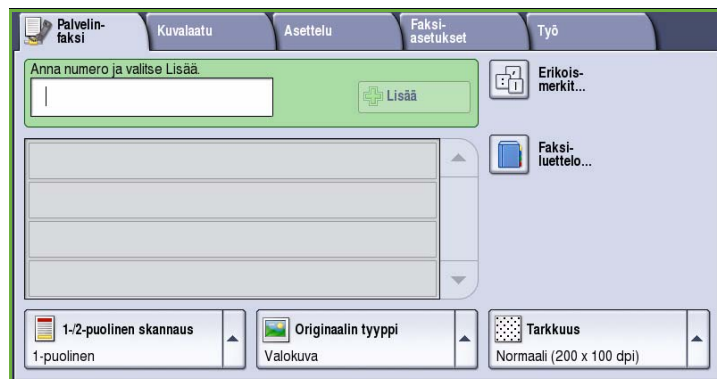 Palvelin-
faksi
Kuvalaatu
Asettelu
Faksi-
asetukset
Työ
Anna numero ja valitse Lisää.
Lisää
Erikois-
merkit...
Faksi-
luettelo...
1-/2-puolinen skannaus
1-puolinen
Originaalin tyyppi
Valokuva
Tarkkuus
Normaali (200 x 100 dpi)